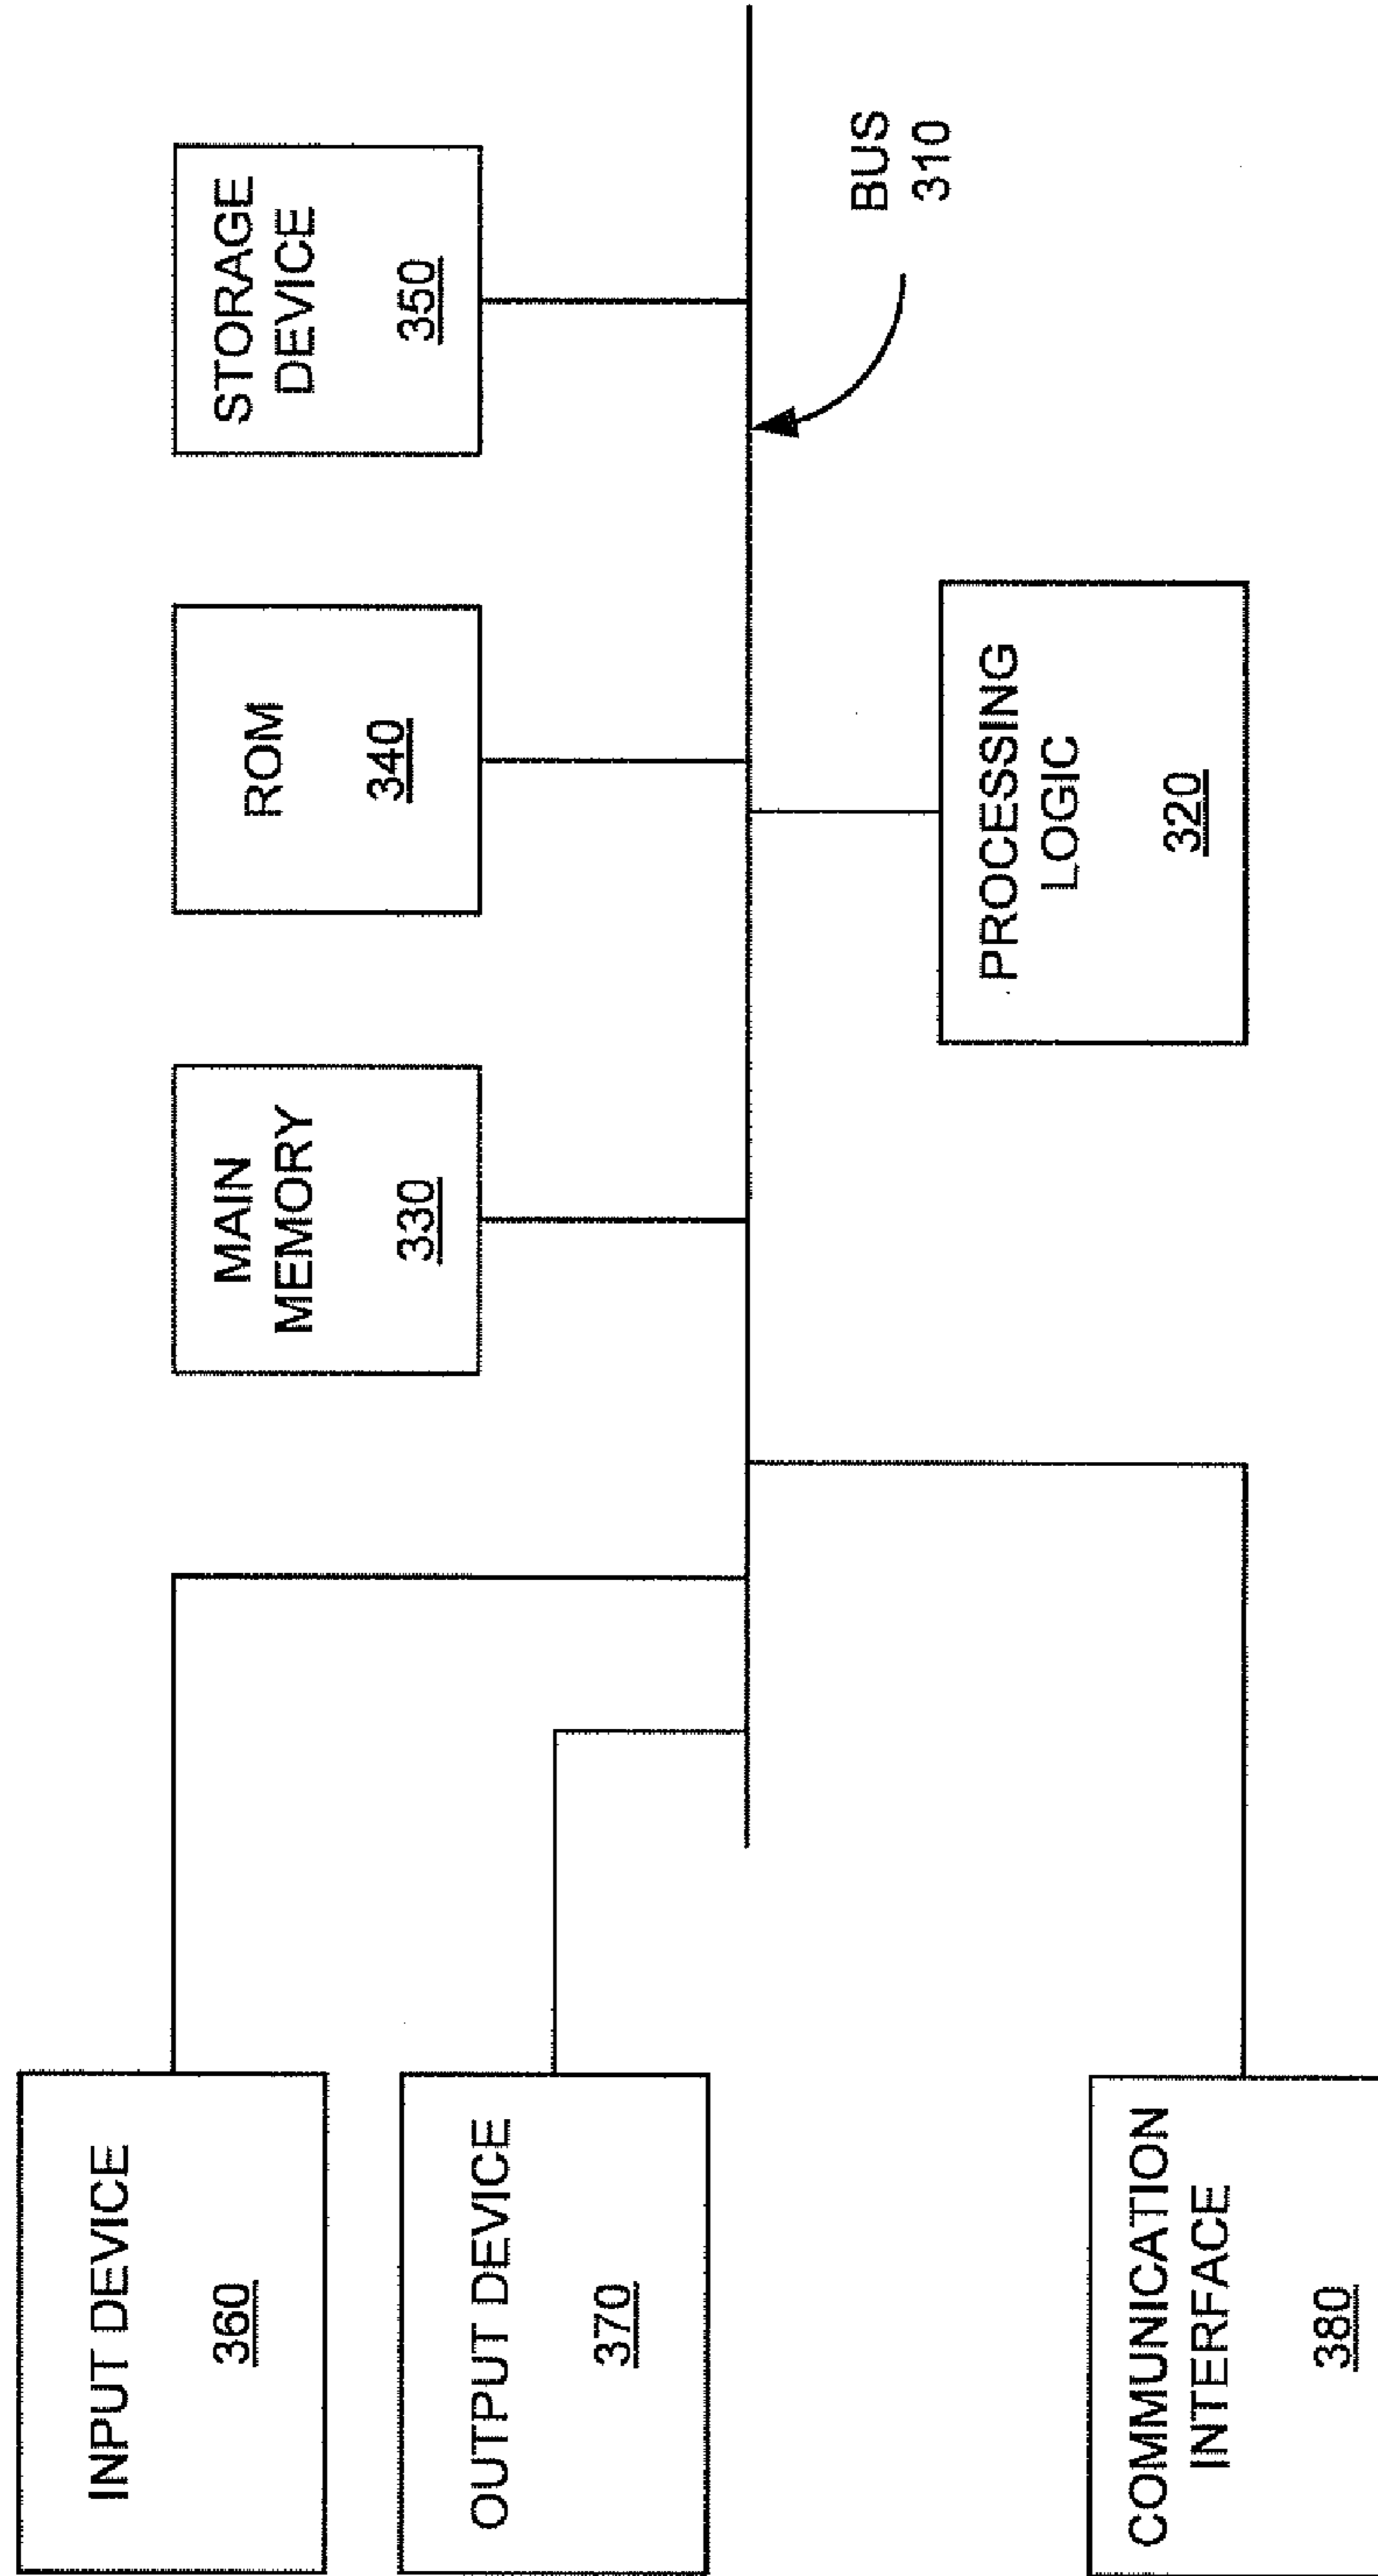 INPUT DEVICE
360
OUTPUT DEVICE
370
COMMUNICATION
INTERFACE
380
MAIN
MEMORY
330
ROM
340
STORAGE
DEVICE
350
PROCESSING
LOGIC
320
BUS
310